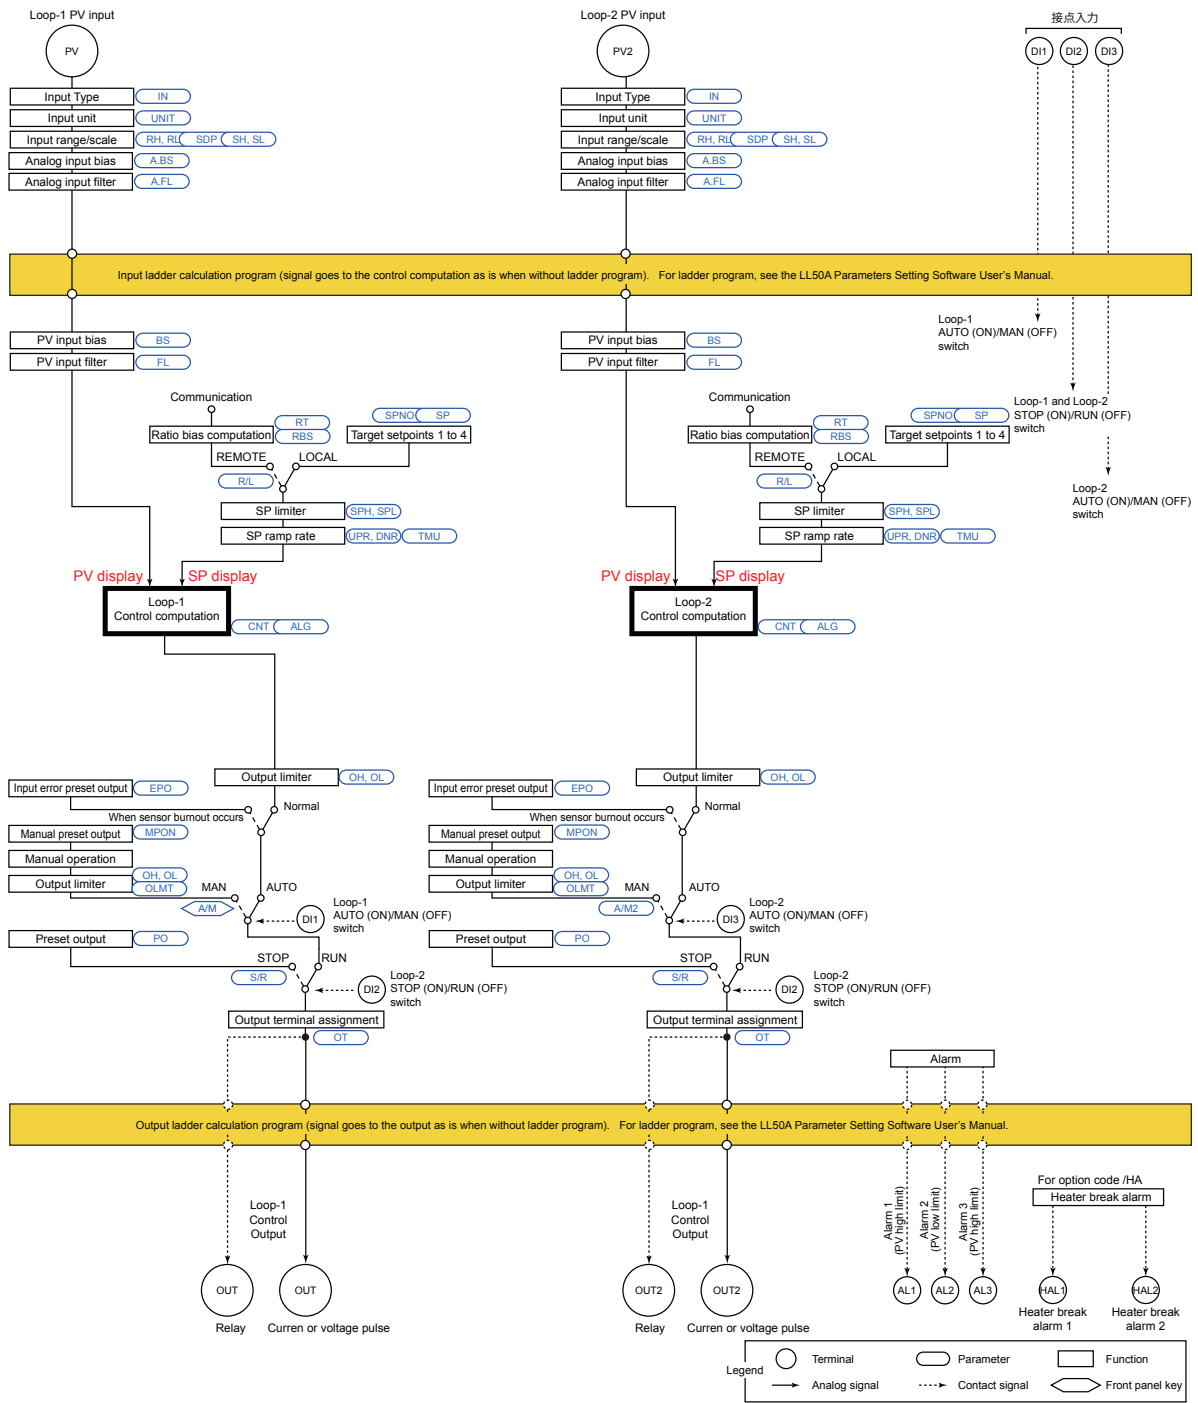 Loop-1 PV input
Loop-2 PV input
接点入力
PV
PV2
DI1
DI2
DI3
Input Type
IN
Input unit
UNIT
Input range/scale
RH, RL
SDP
SH, SL
Analog input bias
A.BS
Analog input filter
A.FL
Input Type
IN
Input unit
UNIT
Input range/scale
RH, RL
SDP
SH, SL
Analog input bias
A.BS
Analog input filter
A.FL
Input ladder calculation program (signal goes to the control computation as is when without ladder program). For ladder program, see the LL50A Parameters Setting Software User's Manual.
PV input bias
BS
PV input filter
FL
PV input bias
BS
PV input filter
FL
Loop-1
AUTO (ON)/MAN (OFF)
switch
Loop-1 and Loop-2
STOP (ON)/RUN (OFF)
switch
Loop-2
AUTO (ON)/MAN (OFF)
switch
Communication
RT
RBS
Ratio bias computation
SPNO
SP
Target setpoints 1 to 4
REMOTE
LOCAL
R/L
SP limiter
SPH, SPL
SP ramp rate
UPR, DNR
TMU
PV display
SP display
Loop-1
Control computation
CNT
ALG
Communication
RT
RBS
Ratio bias computation
SPNO
SP
Target setpoints 1 to 4
REMOTE
LOCAL
R/L
SP limiter
SPH, SPL
SP ramp rate
UPR, DNR
TMU
PV display
SP display
Loop-2
Control computation
CNT
ALG
Output limiter
OH, OL
Input error preset output
EPO
Normal
When sensor burnout occurs
Manual preset output
MPON
Manual operation
Output limiter
OH, OL
OLMT
MAN
AUTO
A/M
DI1
Loop-1
AUTO (ON)/MAN (OFF)
switch
Preset output
PO
STOP
RUN
S/R
DI2
Loop-2
STOP (ON)/RUN (OFF)
switch
Output terminal assignment
OT
Output limiter
OH, OL
Input error preset output
EPO
Normal
When sensor burnout occurs
Manual preset output
MPON
Manual operation
Output limiter
OH, OL
OLMT
MAN
AUTO
A/M2
DI3
Loop-2
AUTO (ON)/MAN (OFF)
switch
Preset output
PO
STOP
RUN
S/R
DI2
Loop-2
STOP (ON)/RUN (OFF)
switch
Output terminal assignment
OT
Alarm
Output ladder calculation program (signal goes to the output as is when without ladder program). For ladder program, see the LL50A Parameter Setting Software User's Manual.
Loop-1
Control
Output
OUT
OUT
Relay
Curren or voltage pulse
Loop-1
Control
Output
OUT2
OUT2
Relay
Curren or voltage pulse
Alarm 1
(PV high limit)
Alarm 2
(PV low limit)
Alarm 3
(PV high limit)
AL1
AL2
AL3
For option code /HA
Heater break alarm
HAL1
HAL2
Heater break
alarm 1
Heater break
alarm 2
Legend
Terminal
Parameter
Function
Analog signal
Contact signal
Front panel key